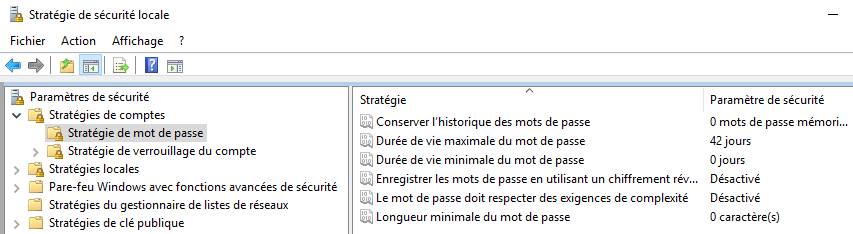 Stratégie de sécurité locale
Fichier Action Affichage ?
Paramètres de sécurité
Stratégies de comptes
Stratégie de mot de passe
Stratégie de verrouillage du compte
Stratégies locales
Pare-feu Windows avec fonctions avancées de sécurité
Stratégies du gestionnaire de listes de réseaux
Stratégies de clé publique
Stratégie Paramètre de sécurité
Conserver l'historique des mots de passe 0 mots de passe mémori...
Durée de vie maximale du mot de passe 42 jours
Durée de vie minimale du mot de passe 0 jours
Enregistrer les mots de passe en utilisant un chiffrement rév... Désactivé
Le mot de passe doit respecter des exigences de complexité Désactivé
Longueur minimale du mot de passe 0 caractère(s)